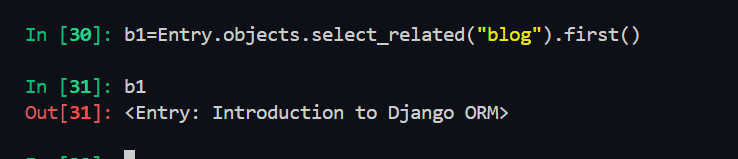 In [30]: b1=Entry.objects.select_related("blog").first()
In [31]: b1
Out[31]: <Entry: Introduction to Django ORM>